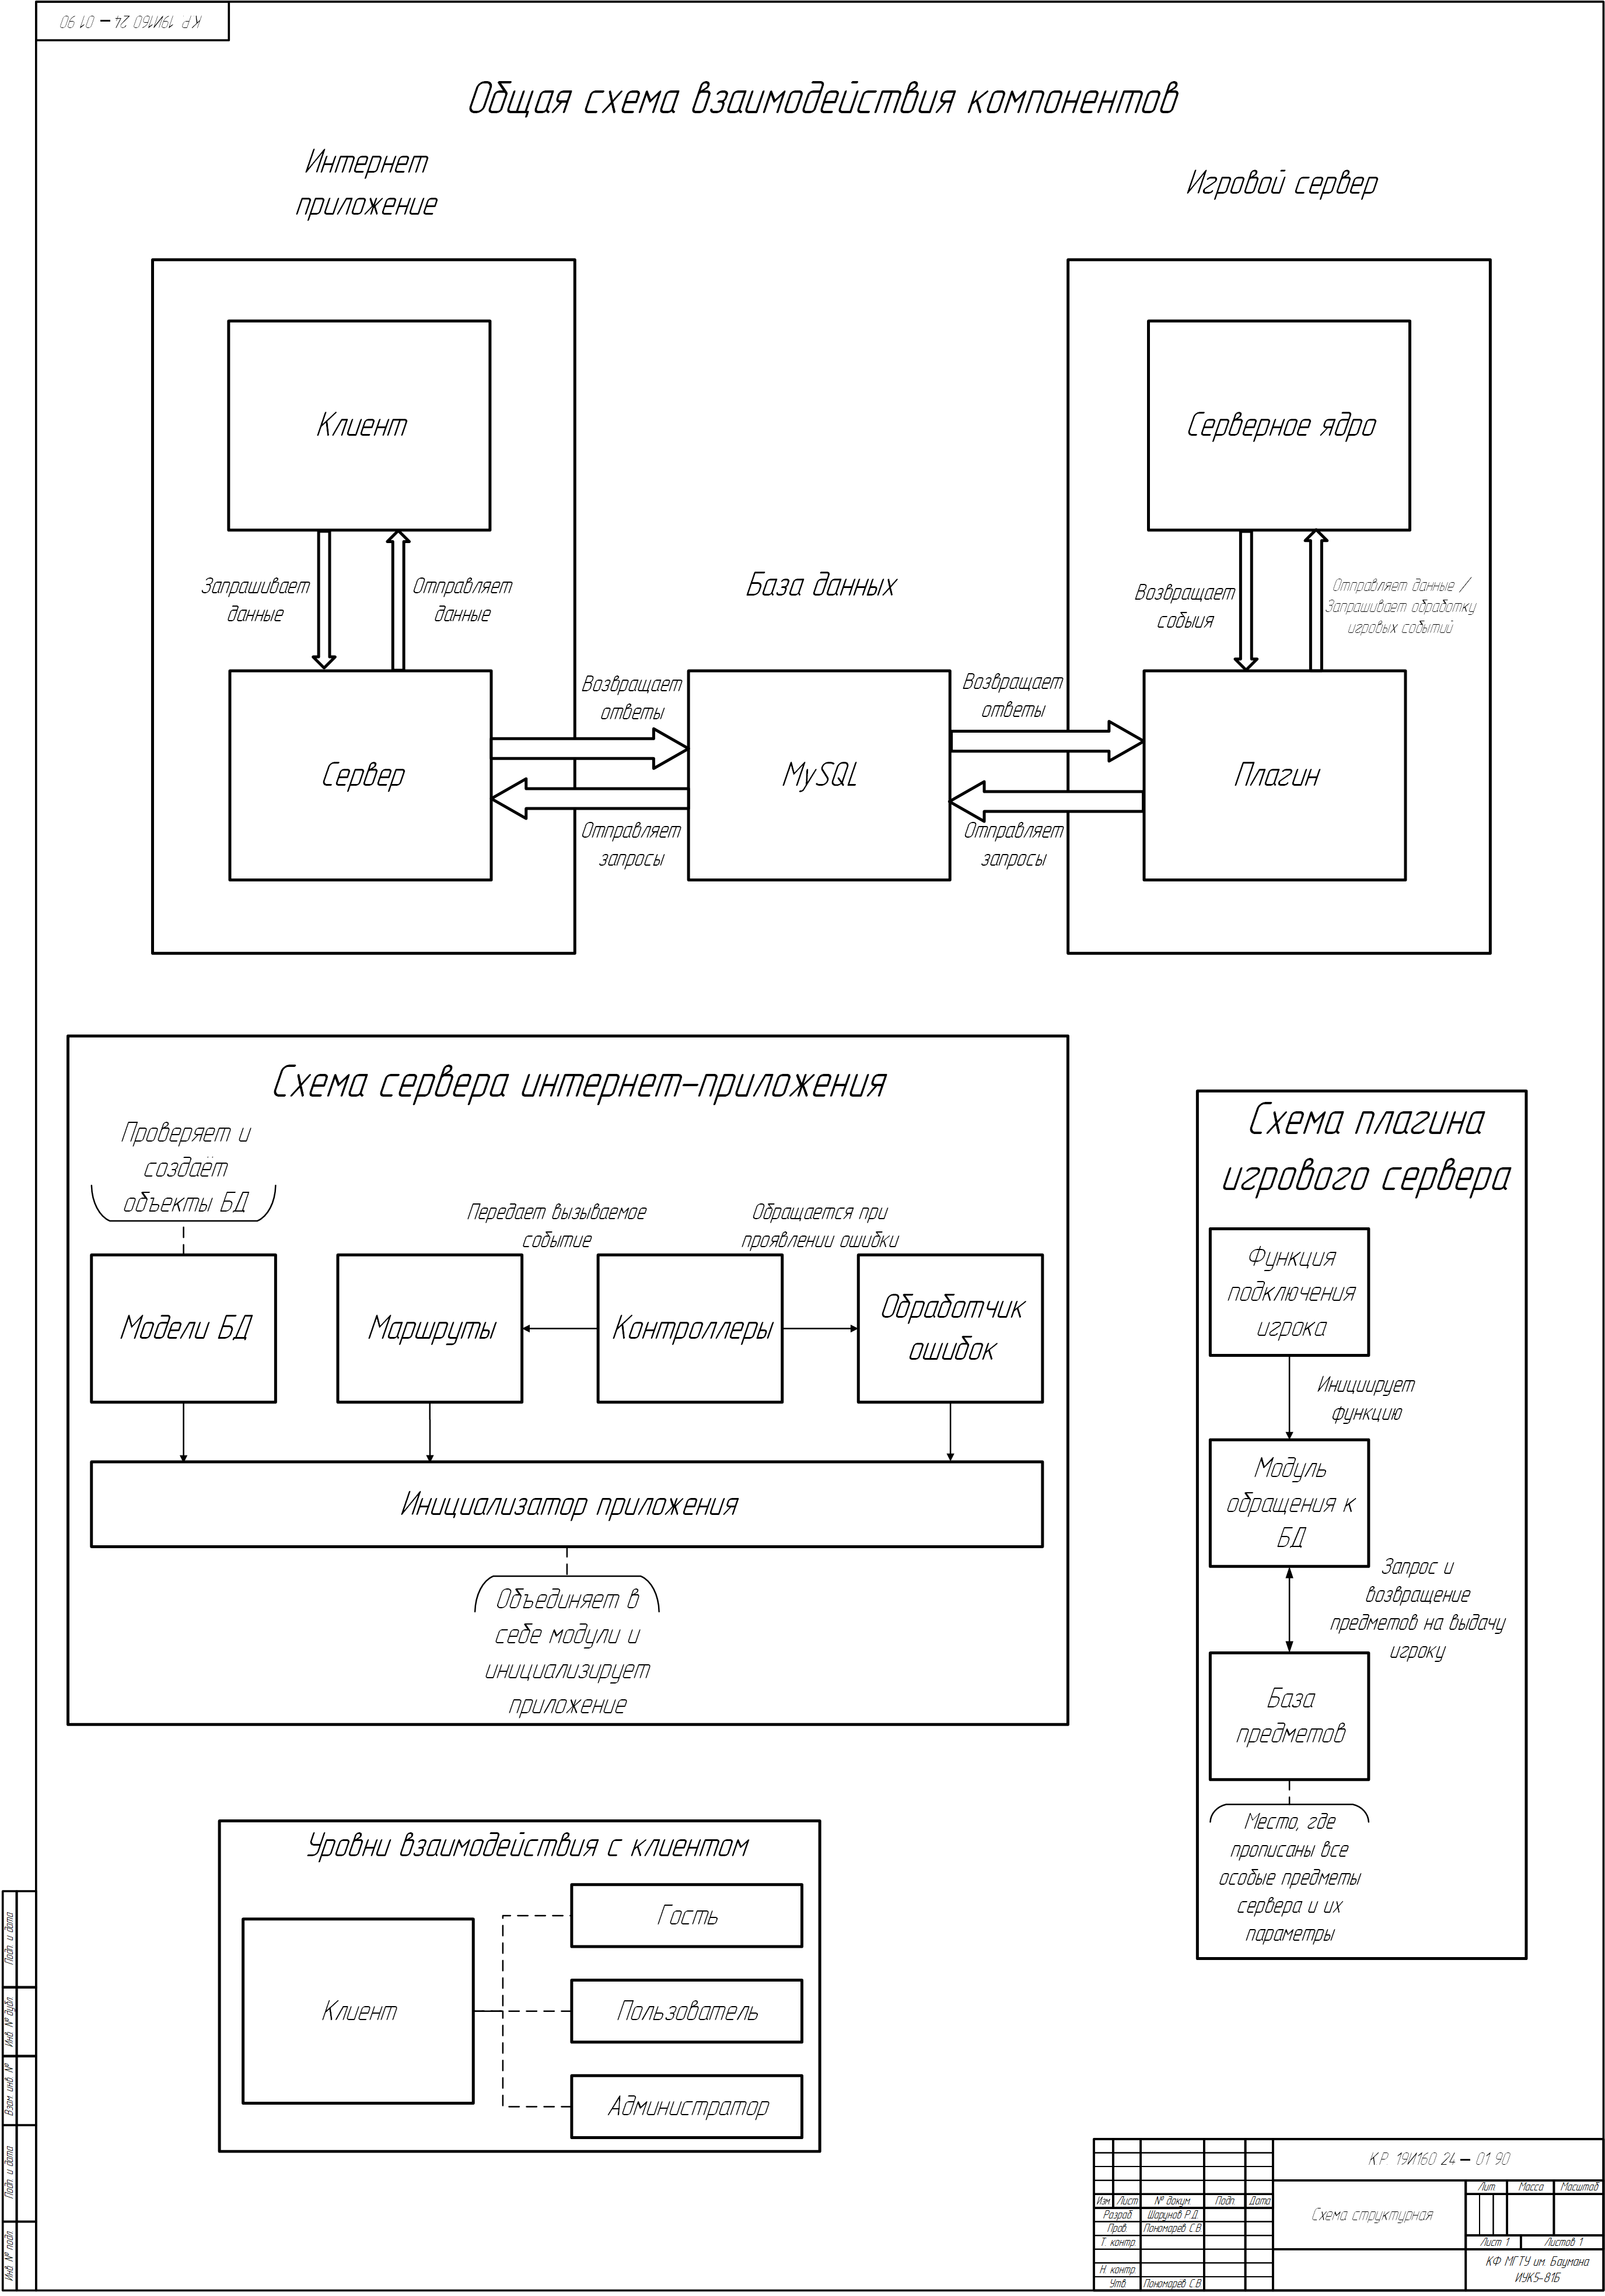 КР. 19И160 24 — 01 90
Общая схема взаимодействия компонентов
Интернет
приложение
Игровой сервер
Клиент
Серверное ядро
Запрашивает
данные
Отправляет
данные
База данных
Возвращает
собыия
Отправляет данные /
Запрашивает обработку
игровых событий
Возвращает
ответы
Возвращает
ответы
Сервер
MySQL
Плагин
Отправляет
запросы
Отправляет
запросы
Схема сервера интернет-приложения
Проверяет и
создаёт
объекты БД
Передает вызываемое
событие
Обращается при
проявлении ошибки
Модели БД
Маршруты
Контроллеры
Обработчик
ошибок
Инициализатор приложения
Объединяет в
себе модули и
инициализирует
приложение
Схема плагина
игрового сервера
Функция
подключения
игрока
Инициирует
функцию
Модуль
обращения к
БД
Запрос и
возвращение
предметов на выдачу
игроку
База
предметов
Место, где
прописаны все
особые предметы
сервера и их
параметры
Уровни взаимодействия с клиентом
Клиент
Гость
Пользователь
Администратор
Подп. и дата
Инв. № дубл.
Взам. инв. №
Подп. и дата
Инв. № подл.
КР. 19И160 24 — 01 90
Изм Лист № докум. Подп. Дата
Разраб Шарунов Р.Д.
Пров. Пономарев С.В.
Т. контр.
Н. контр.
Утв. Пономарев С.В.
Схема структурная
Лит. Масса Масштаб
Лист 1 Листов 1
КФ МГТУ им. Баумана
ИУК5-81Б